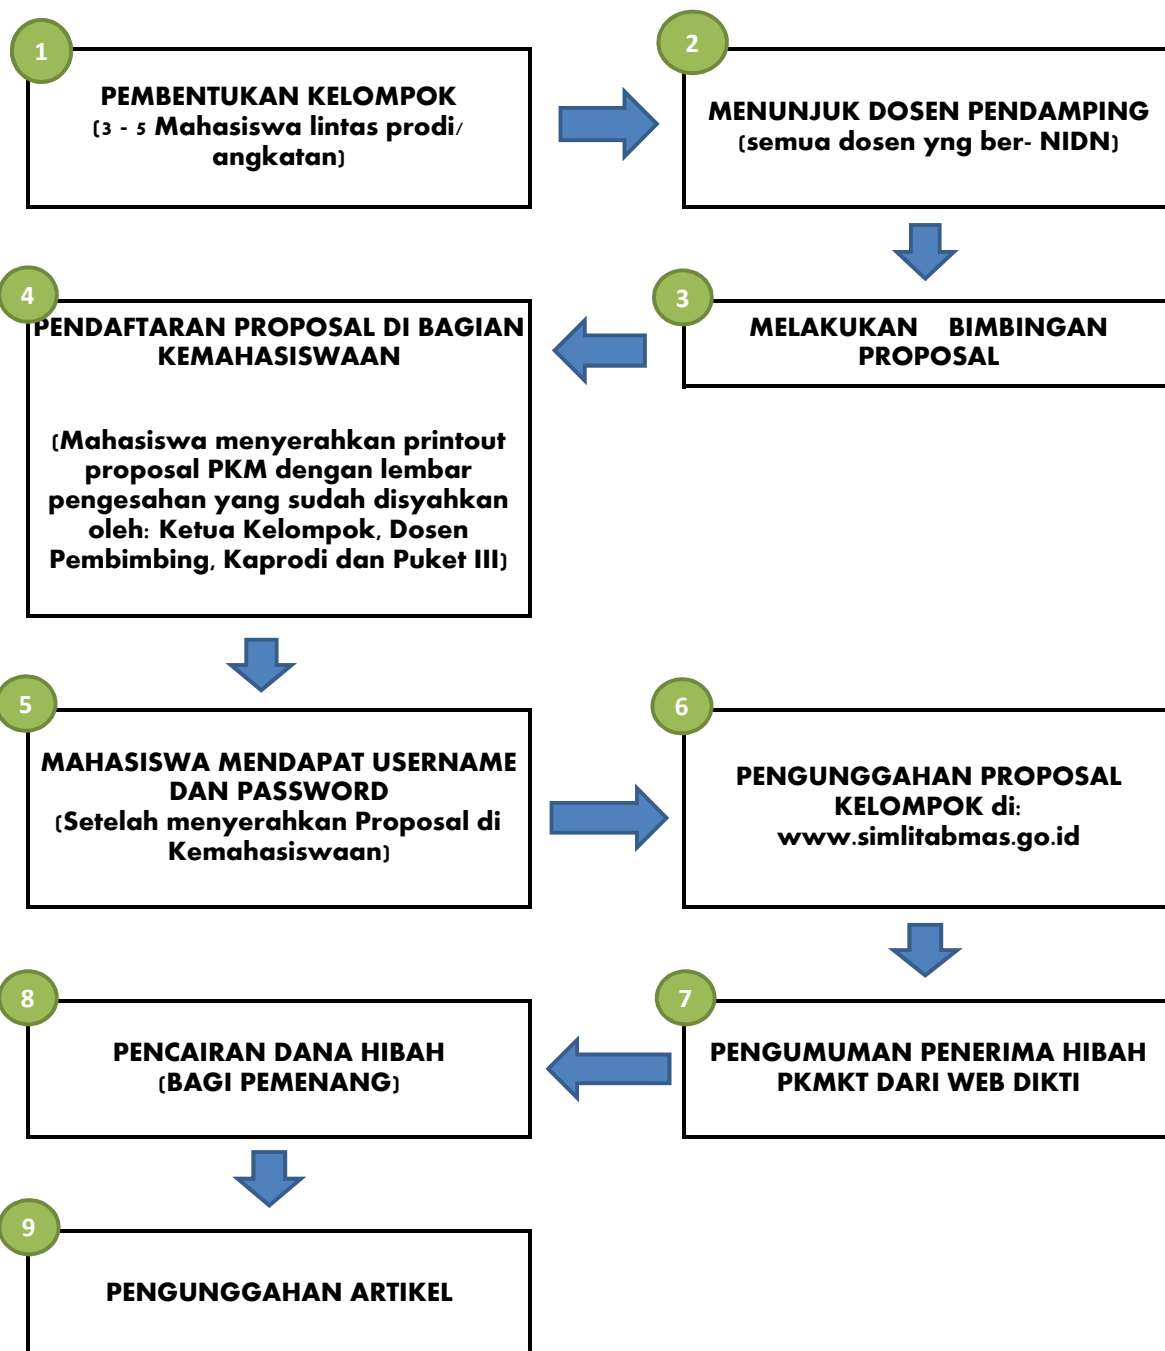 1
PEMBENTUKAN KELOMPOK
(3 - 5 Mahasiswa lintas prodi/
angkatan)
2
MENUNJUK DOSEN PENDAMPING
(semua dosen yng ber- NIDN)
3
MELAKUKAN BIMBINGAN
PROPOSAL
4
PENDAFTARAN PROPOSAL DI BAGIAN
KEMAHASISWAAN
(Mahasiswa menyerahkan printout
proposal PKM dengan lembar
pengesahan yang sudah disyahkan
oleh: Ketua Kelompok, Dosen
Pembimbing, Kaprodi dan Puket III)
5
MAHASISWA MENDAPAT USERNAME
DAN PASSWORD
(Setelah menyerahkan Proposal di
Kemahasiswaan)
6
PENGUNGGAHAN PROPOSAL
KELOMPOK di:
www.simlitabmas.go.id
7
PENGUMUMAN PENERIMA HIBAH
PKMKT DARI WEB DIKTI
8
PENCAIRAN DANA HIBAH
(BAGI PEMENANG)
9
PENGUNGGAHAN ARTIKEL